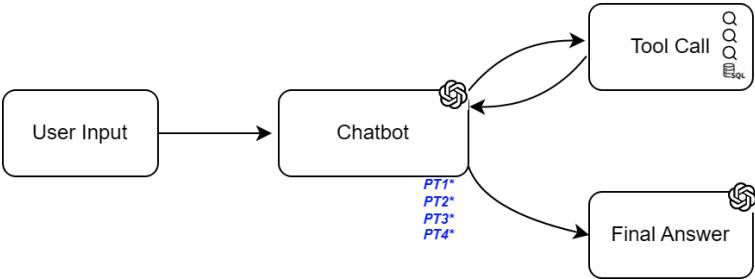 Tool Call
SQL
User Input
Chatbot
PT1*
PT2*
PT3*
PT4*
Final Answer